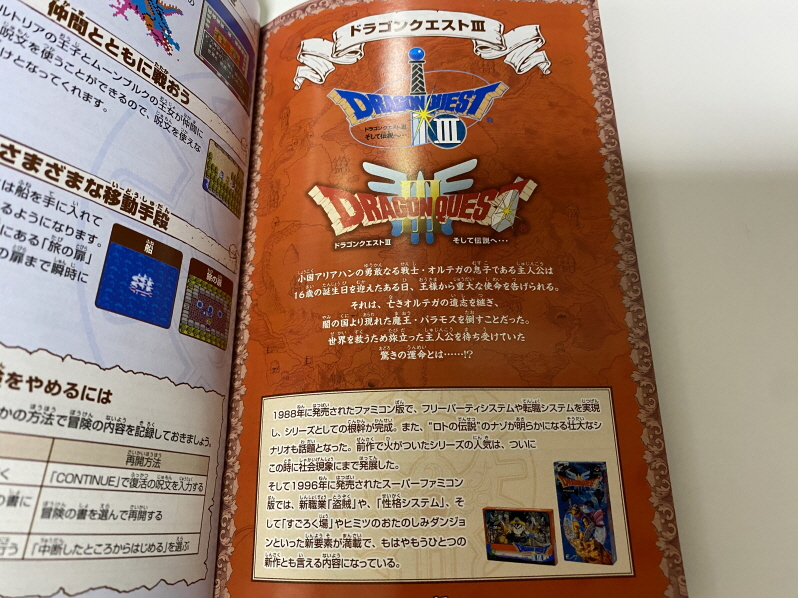 仲間とともに戦おう
ルトリアの王子とムーンブルクの王女が仲間に
呪文を使うことができるので、呪文を使えな
けとなってくれます。
さまざまな移動手段
は船を手に入れて
るようになります。
にある「旅の扉」
の扉まで瞬時に
船
旅の扉
をやめるには
かの方法で冒険の内容を記録しておきましょう。
再開方法
く
「CONTINUE」で復活の呪文を入力する
の書に
冒険の書を選んで再開する
行う
「中断したところからはじめる」を選ぶ
ドラゴンクエストⅢ
DRAGON QUEST
III
ドラゴンクエストⅢ
そして伝説へ…
DRAGON QUEST
III
ドラゴンクエストⅢ そして伝説へ・・・
小国アリアハンの勇敢なる戦士・オルテガの息子である主人公は
16歳の誕生日を迎えたある日、王様から重大な使命を告げられる。
それは、亡きオルテガの遺志を継ぎ、
闇の国より現れた魔王・バラモスを倒すことだった。
世界を救うため旅立った主人公を待ち受けていた
驚きの運命とは……!?
1988年に発売されたファミコン版で、フリーパーティシステムや転職システムを実現
し、シリーズとしての根幹が完成。また、"ロトの伝説"のナゾが明らかになる壮大なシ
ナリオも話題となった。前作で火がついたシリーズの人気は、ついに
この時に社会現象にまで発展した。
そして1996年に発売されたスーパーファミコン
版では、新職業「盗賊」や、「性格システム」、そ
して「すごろく場」やヒミツのおたのしみダンジョ
ンといった新要素が満載で、もはやもうひとつの
新作とも言える内容になっている。